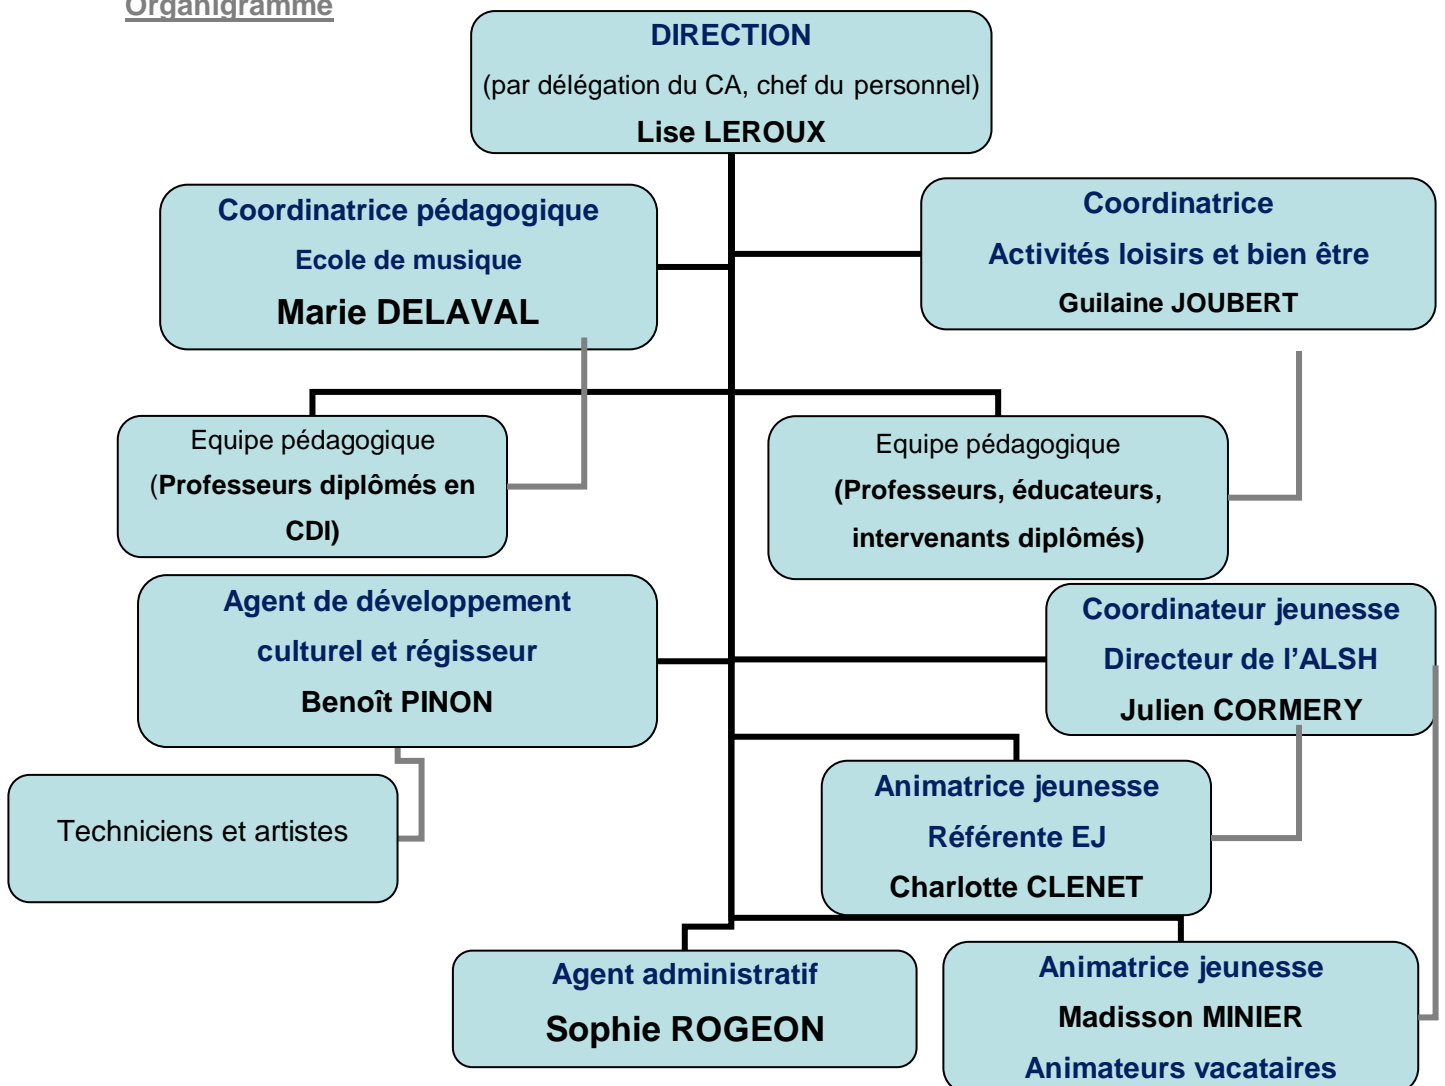 Organigramme
DIRECTION
(par délégation du CA, chef du personnel)
Lise LEROUX
Coordinatrice pédagogique
Ecole de musique
Marie DELAVAL
Coordinatrice
Activités loisirs et bien être
Guilaine JOUBERT
Equipe pédagogique
(Professeurs diplômés en
CDI)
Equipe pédagogique
(Professeurs, éducateurs,
intervenants diplômés)
Agent de développement
culturel et régisseur
Benoît PINON
Coordinateur jeunesse
Directeur de l’ALSH
Julien CORMERY
Techniciens et artistes
Animatrice jeunesse
Référente EJ
Charlotte CLENET
Agent administratif
Sophie ROGEON
Animatrice jeunesse
Madisson MINIER
Animateurs vacataires